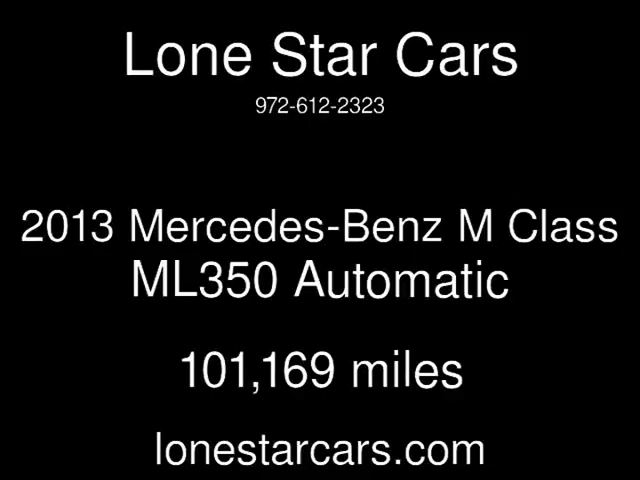 Lone Star Cars
972-612-2323
2013 Mercedes-Benz M Class
ML350 Automatic
101,169 miles
lonestarcars.com